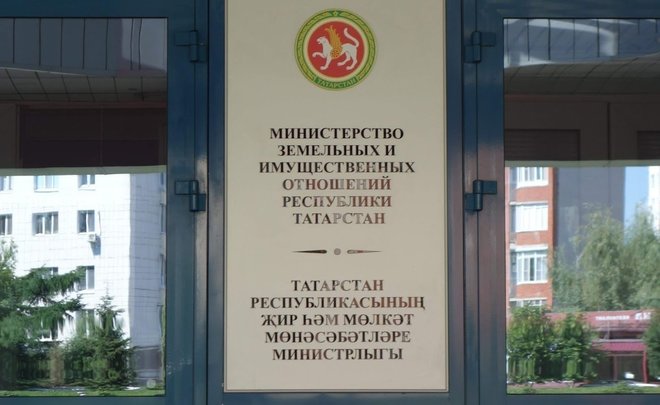 ТАТАРСТАН
МИНИСТЕРСТВО
ЗЕМЕЛЬНЫХ И
ИМУЩЕСТВЕННЫХ
ОТНОШЕНИЙ
РЕСПУБЛИКИ
ТАТАРСТАН
ТАТАРСТАН
РЕСПУБЛИКАСЫНЫҢ
ҖИР ҺӘМ МӨЛКӘТ
МӨНӘСӘБӘТЛӘРЕ
МИНИСТРЛЫГЫ